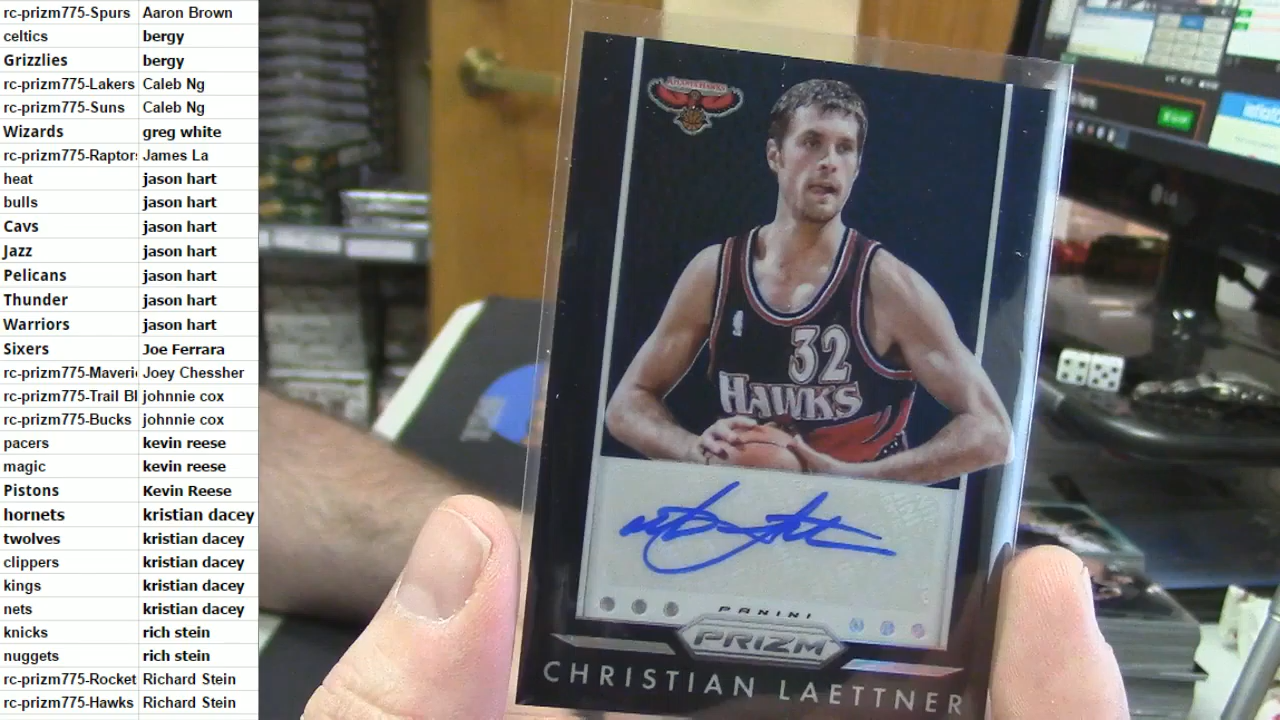 rc-prizm775-Spurs Aaron Brown
celtics bergy
Grizzlies bergy
rc-prizm775-Lakers Caleb Ng
rc-prizm775-Suns Caleb Ng
Wizards greg white
rc-prizm775-Raptors James La
heat jason hart
bulls jason hart
Cavs jason hart
Jazz jason hart
Pelicans jason hart
Thunder jason hart
Warriors jason hart
Sixers Joe Ferrara
rc-prizm775-Maveri Joey Chessher
rc-prizm775-Trail Bl johnnie cox
rc-prizm775-Bucks johnnie cox
pacers kevin reese
magic kevin reese
Pistons Kevin Reese
hornets kristian dacey
twolves kristian dacey
clippers kristian dacey
kings kristian dacey
nets kristian dacey
knicks rich stein
nuggets rich stein
rc-prizm775-Rocket Richard Stein
rc-prizm775-Hawks Richard Stein
ATLANTA HAWKS
32
HAWKS
PANINI
PRIZM
CHRISTIAN LAETTNER